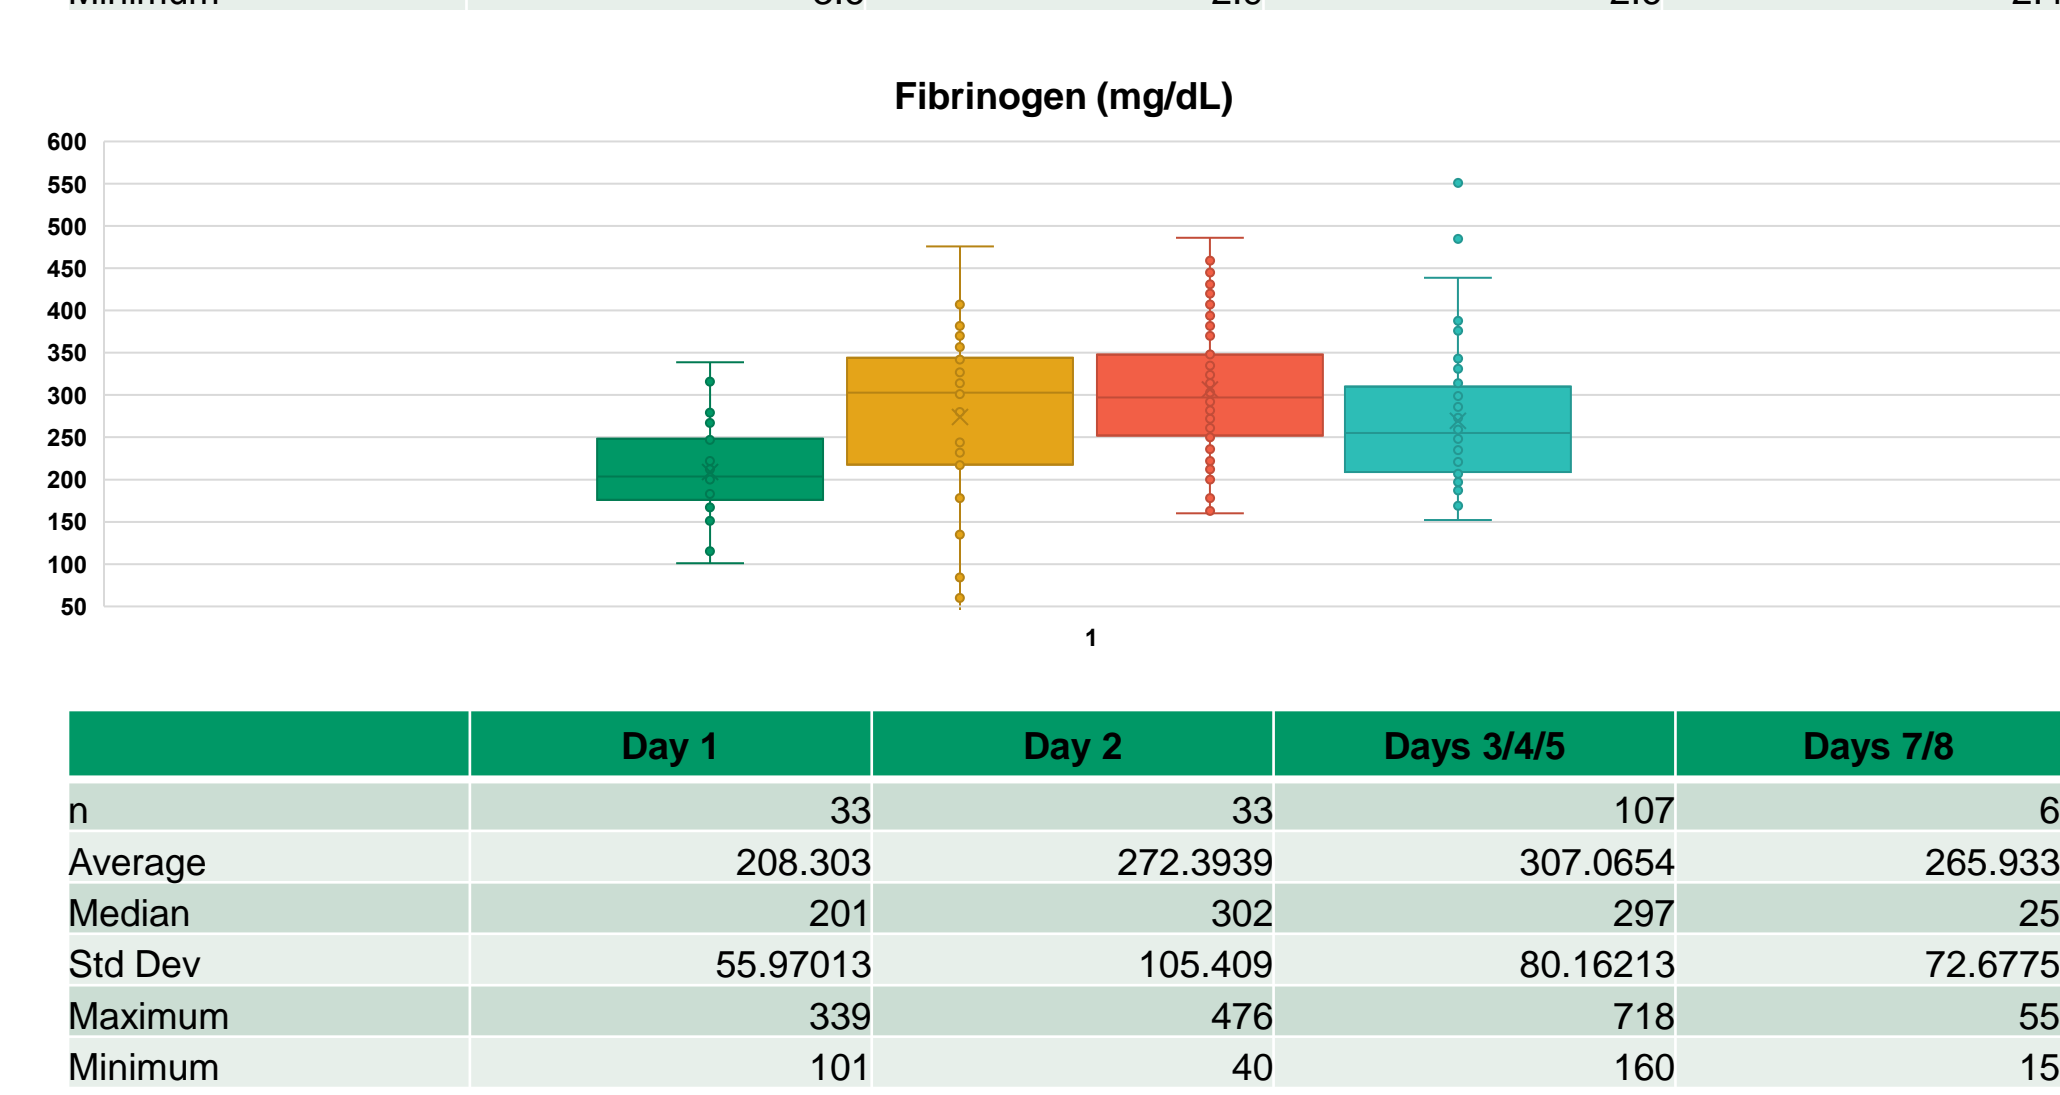 Minimum
Fibrinogen (mg/dL)
600
550
500
450
400
350
300
250
200
150
100
50
1
Day 1 Day 2 Days 3/4/5 Days 7/8
n 33 33 107 6
Average 208.303 272.3939 307.0654 265.933
Median 201 302 297 25
Std Dev 55.97013 105.409 80.16213 72.6775
Maximum 339 476 718 55
Minimum 101 40 160 15